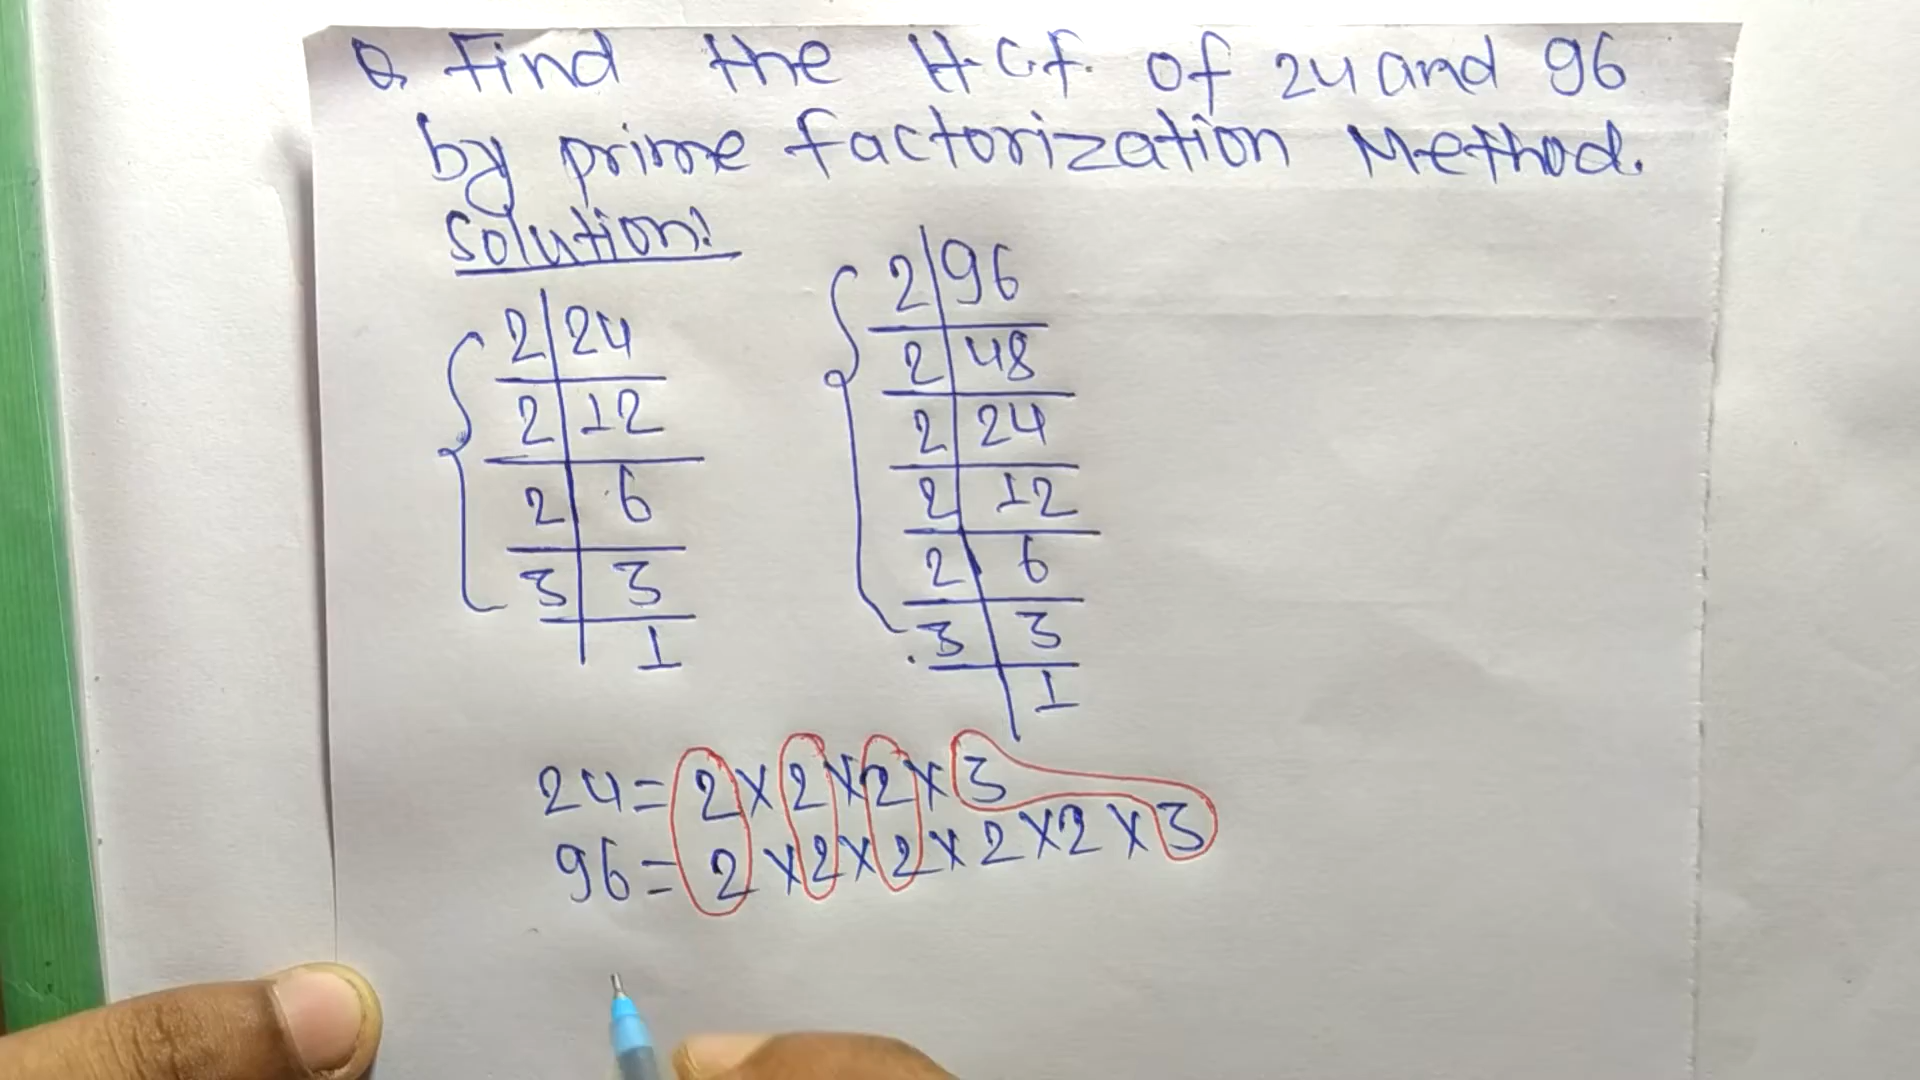 Q. Find the H.C.F. of 24 and 96
by prime factorization Method.
Solution:
2 24
2 12
2 6
3 3
1
2 96
2 48
2 24
2 12
2 6
3 3
1
24 = 2 × 2 × 2 × 3
96 = 2 × 2 × 2 × 2 × 2 × 3